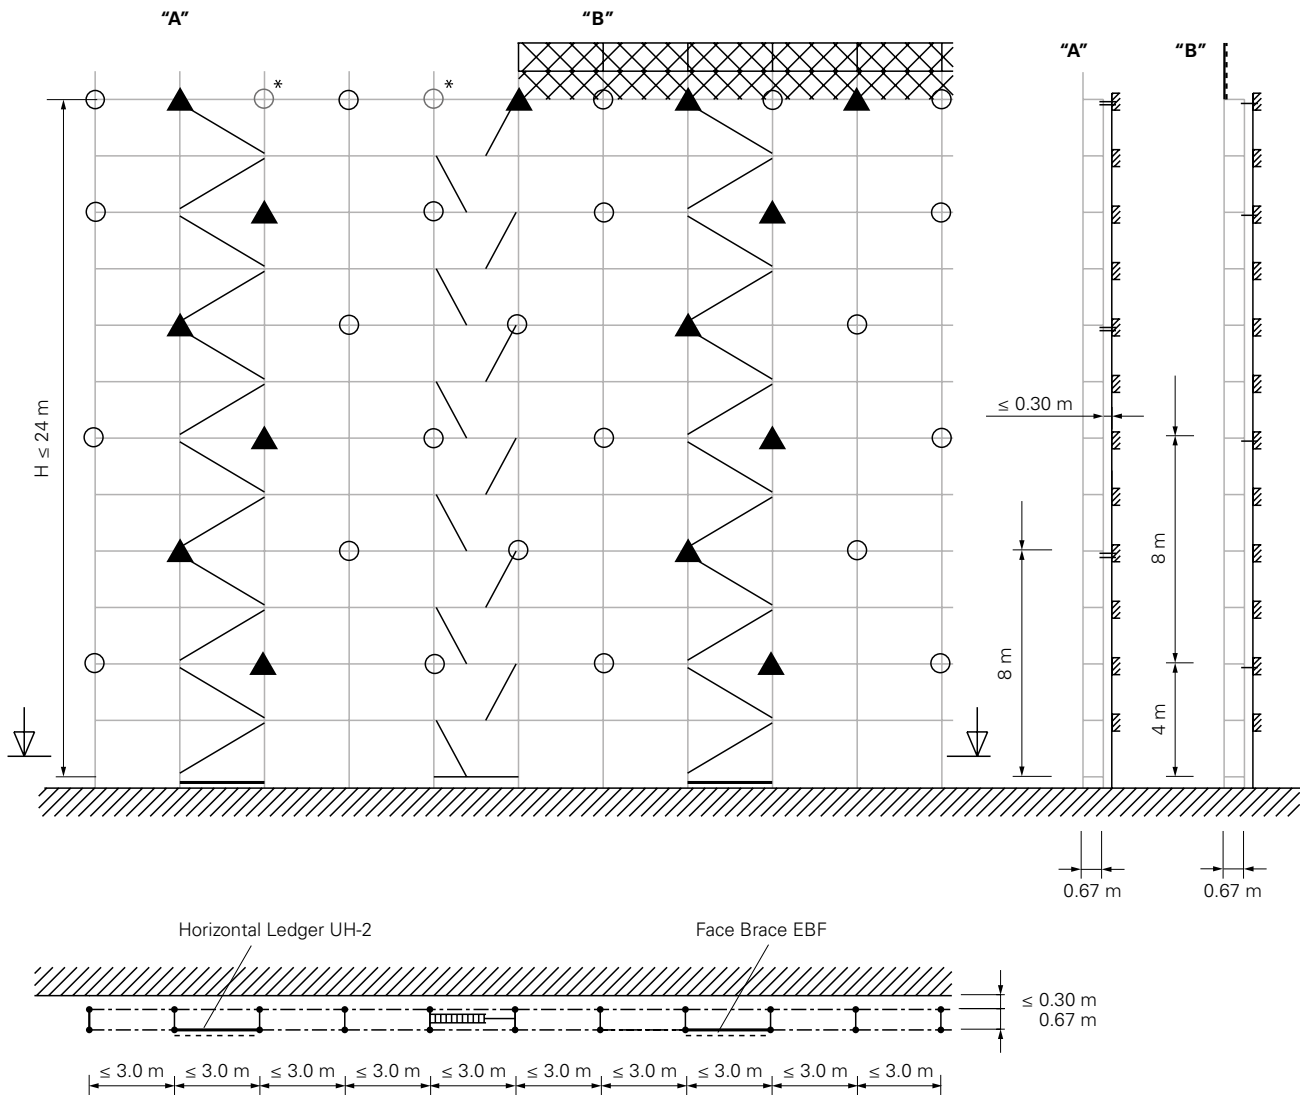 “A”
“B”
“A”
“B”
*
*
H ≤ 24 m
≤ 0.30 m
8 m
8 m
4 m
0.67 m
0.67 m
Horizontal Ledger UH-2
Face Brace EBF
≤ 0.30 m
0.67 m
≤ 3.0 m
≤ 3.0 m
≤ 3.0 m
≤ 3.0 m
≤ 3.0 m
≤ 3.0 m
≤ 3.0 m
≤ 3.0 m
≤ 3.0 m
≤ 3.0 m